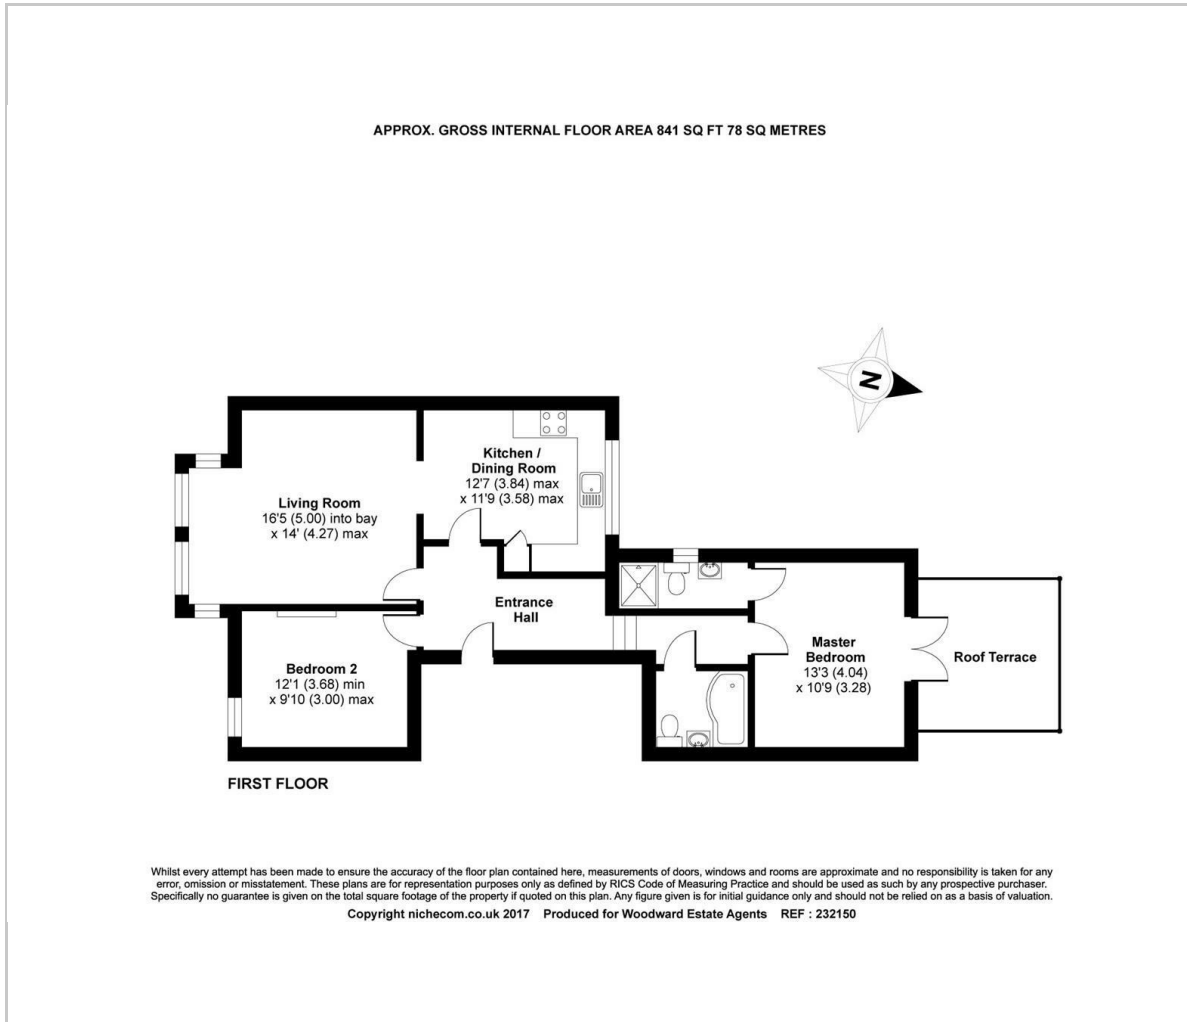 APPROX. GROSS INTERNAL FLOOR AREA 841 SQ FT 78 SQ METRES
N
Kitchen /
Dining Room
12'7 (3.84) max
x 11'9 (3.58) max
Living Room
16'5 (5.00) into bay
x 14' (4.27) max
Entrance
Hall
Master
Bedroom
13'3 (4.04)
x 10'9 (3.28)
Roof Terrace
Bedroom 2
12'1 (3.68) min
x 9'10 (3.00) max
FIRST FLOOR
Whilst every attempt has been made to ensure the accuracy of the floor plan contained here, measurements of doors, windows and rooms are approximate and no responsibility is taken for any
error, omission or misstatement. These plans are for representation purposes only as defined by RICS Code of Measuring Practice and should be used as such by any prospective purchaser.
Specifically no guarantee is given on the total square footage of the property if quoted on this plan. Any figure given is for initial guidance only and should not be relied on as a basis of valuation.
Copyright nichecom.co.uk 2017 Produced for Woodward Estate Agents REF : 232150